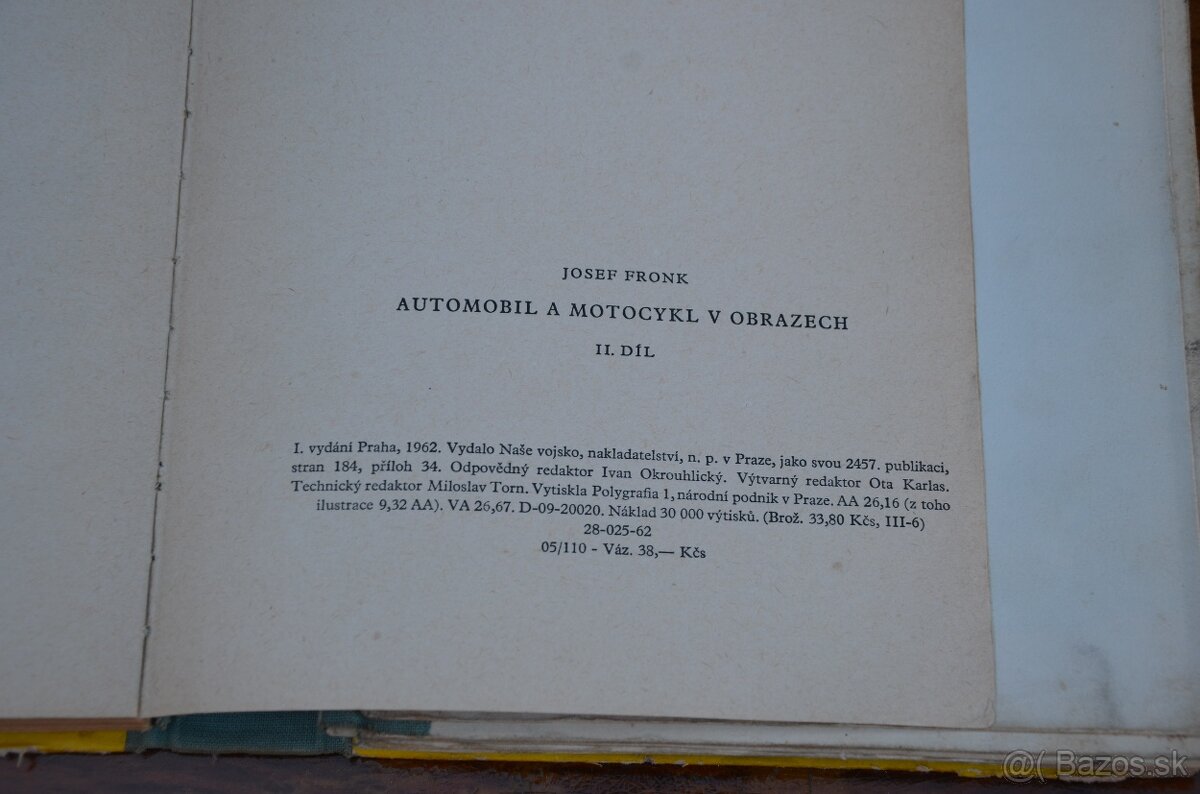 JOSEF FRONK
AUTOMOBIL A MOTOCYKL V OBRAZECH
II. DÍL
I. vydání Praha, 1962. Vydalo Naše vojsko, nakladatelství, n. p. v Praze, jako svou 2457. publikaci,
stran 184, příloh 34. Odpovědný redaktor Ivan Okrouhlický. Výtvarný redaktor Ota Karlas.
Technický redaktor Miloslav Torn. Vytiskla Polygrafia 1, národní podnik v Praze. AA 26,16 (z toho
ilustrace 9,32 AA). VA 26,67. D-09-20020. Náklad 30 000 výtisků. (Brož. 33,80 Kčs, III-6)
28-025-62
05/110 - Váz. 38,— Kčs
@( Bazos.sk